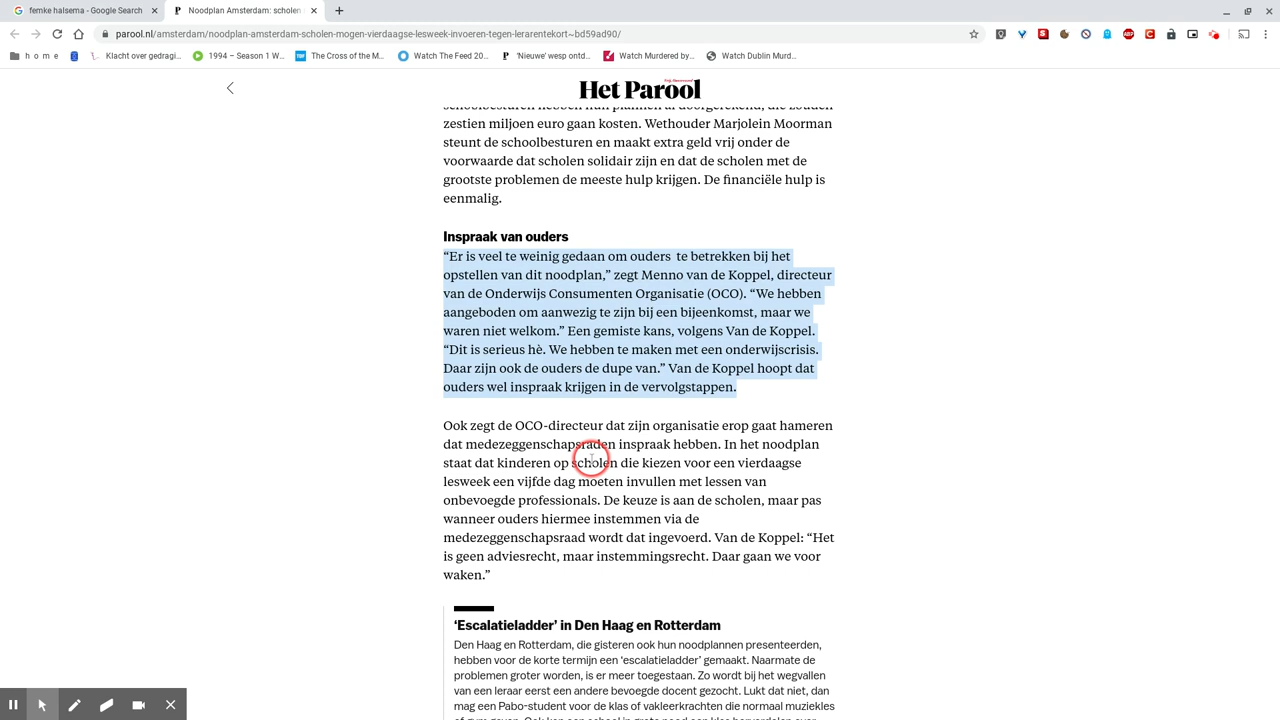 femke halsema - Google Search
Noodplan Amsterdam: scholen
parool.nl/amsterdam/noodplan-amsterdam-scholen-mogen-vierdaagse-lesweek-invoeren-tegen-lerarentekort~bd59ad90/
h o m e
Klacht over gedragi...
1994 – Season 1 W...
The Cross of the M...
Watch The Feed 20...
'Nieuwe' wesp ontd...
Watch Murdered by...
Watch Dublin Murd...
Het Parool
schoolbesturen hebben hun plannen al doorgerekend, die zouden
zestien miljoen euro gaan kosten. Wethouder Marjolein Moorman
steunt de schoolbesturen en maakt extra geld vrij onder de
voorwaarde dat scholen solidair zijn en dat de scholen met de
grootste problemen de meeste hulp krijgen. De financiële hulp is
eenmalig.
Inspraak van ouders
“Er is veel te weinig gedaan om ouders te betrekken bij het
opstellen van dit noodplan,” zegt Menno van de Koppel, directeur
van de Onderwijs Consumenten Organisatie (OCO). “We hebben
aangeboden om aanwezig te zijn bij een bijeenkomst, maar we
waren niet welkom.” Een gemiste kans, volgens Van de Koppel.
“Dit is serieus hè. We hebben te maken met een onderwijscrisis.
Daar zijn ook de ouders de dupe van.” Van de Koppel hoopt dat
ouders wel inspraak krijgen in de vervolgstappen.
Ook zegt de OCO-directeur dat zijn organisatie erop gaat hameren
dat medezeggenschapsraden inspraak hebben. In het noodplan
staat dat kinderen op scholen die kiezen voor een vierdaagse
lesweek een vijfde dag moeten invullen met lessen van
onbevoegde professionals. De keuze is aan de scholen, maar pas
wanneer ouders hiermee instemmen via de
medezeggenschapsraad wordt dat ingevoerd. Van de Koppel: “Het
is geen adviesrecht, maar instemmingsrecht. Daar gaan we voor
waken.”
‘Escalatieladder’ in Den Haag en Rotterdam
Den Haag en Rotterdam, die gisteren ook hun noodplannen presenteerden,
hebben voor de korte termijn een ‘escalatieladder’ gemaakt. Naarmate de
problemen groter worden, is er meer toegestaan. Zo wordt bij het wegvallen
van een leraar eerst een andere bevoegde docent gezocht. Lukt dat niet, dan
mag een Pabo-student voor de klas of vakleerkrachten die normaal muziekles